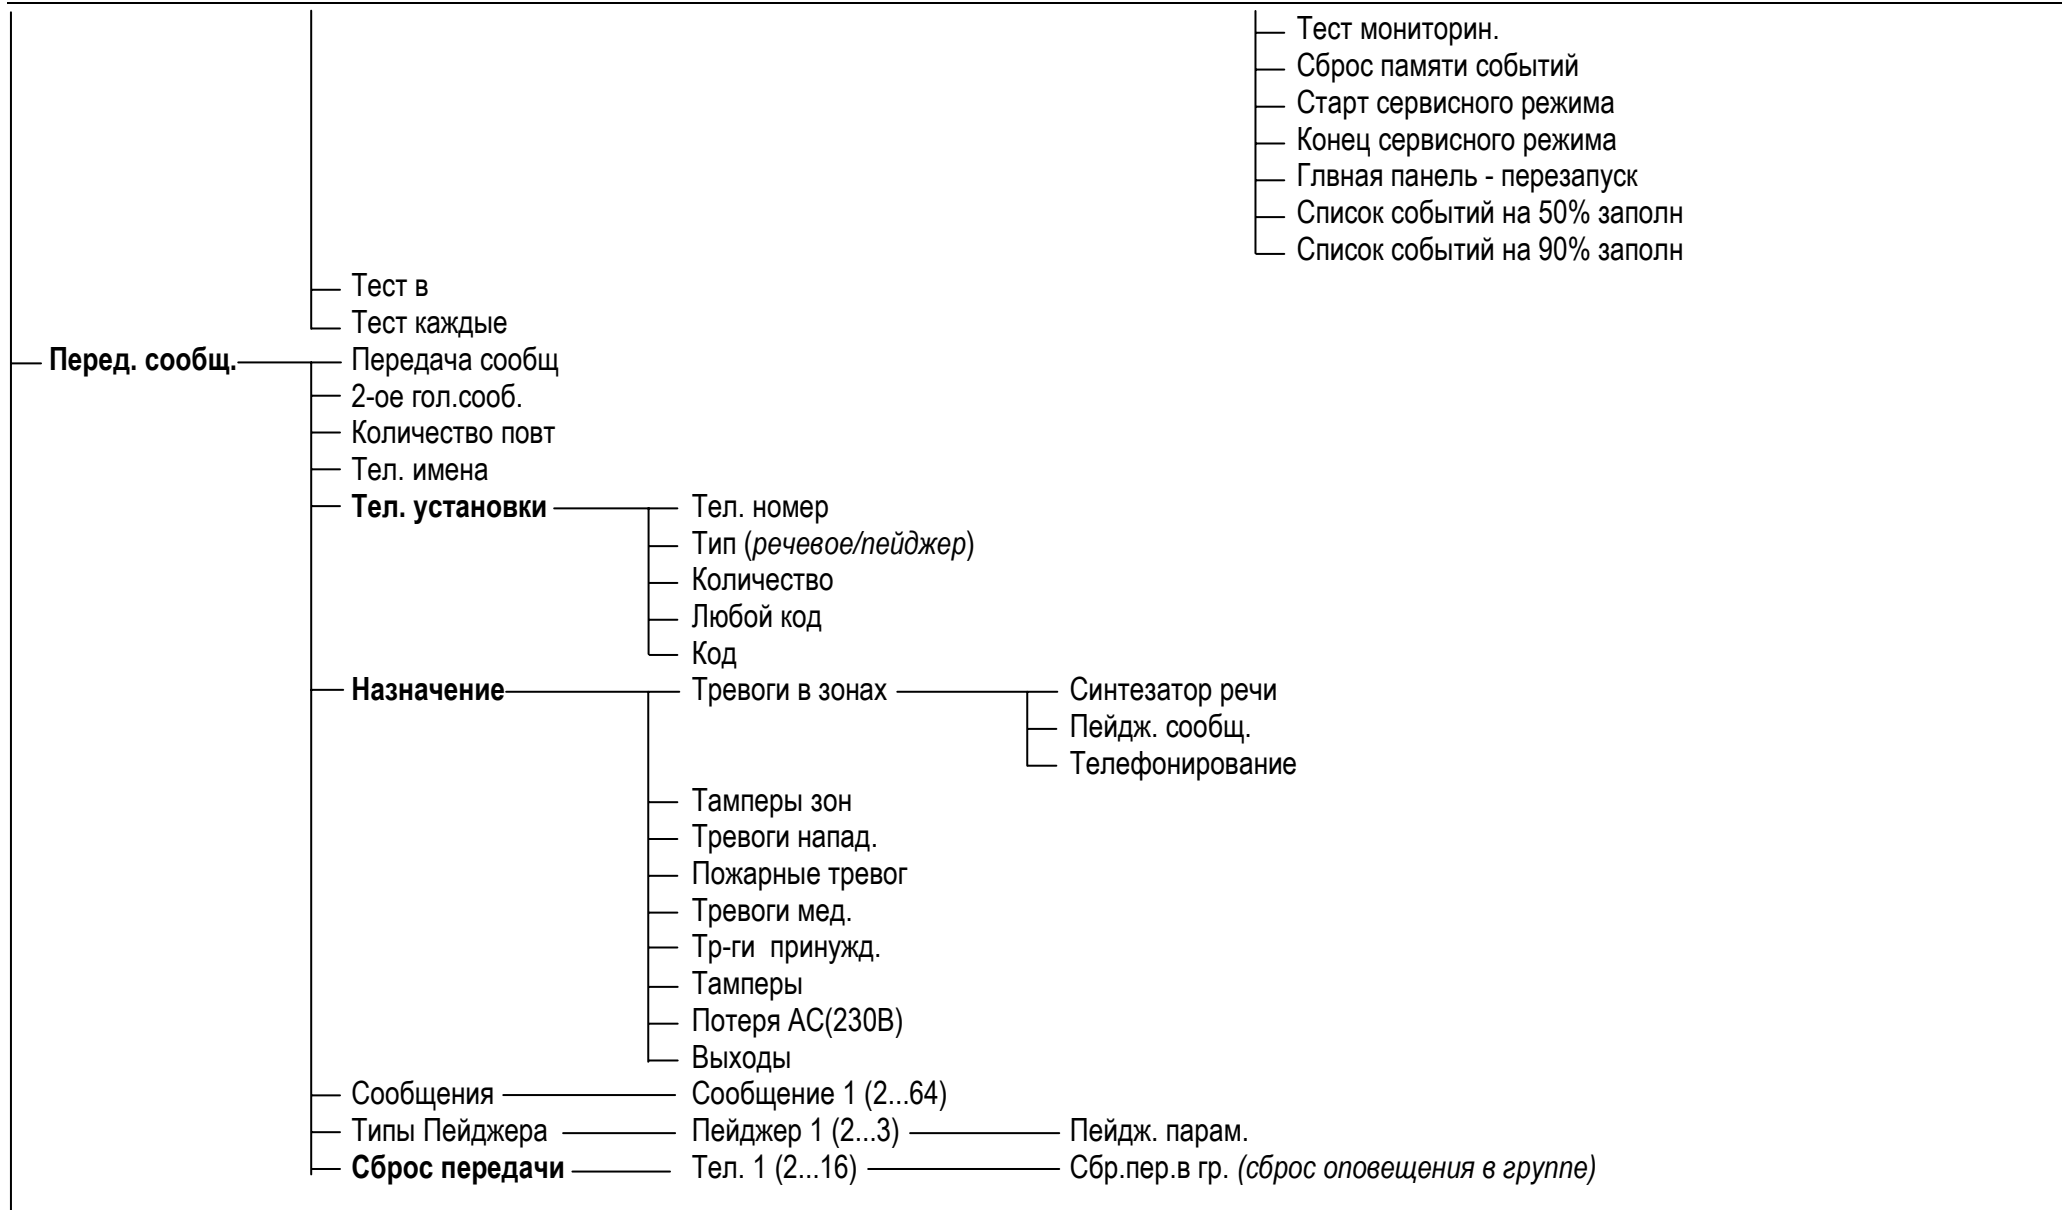 Тест мониторин.
Сброс памяти событий
Старт сервисного режима
Конец сервисного режима
Глвная панель - перезапуск
Список событий на 50% заполн
Список событий на 90% заполн
Тест в
Тест каждые
Перед. сообщ. Передача сообщ
2-ое гол.сооб.
Количество повт
Тел. имена
Тел. установки Тел. номер
Тип (речевое/пейджер)
Количество
Любой код
Код
Назначение Тревоги в зонах Синтезатор речи
Пейдж. сообщ.
Телефонирование
Тамперы зон
Тревоги напад.
Пожарные тревог
Тревоги мед.
Тр-ги принужд.
Тамперы
Потеря AC(230В)
Выходы
Сообщения Сообщение 1 (2...64)
Типы Пейджера Пейджер 1 (2...3) Пейдж. парам.
Сброс передачи Тел. 1 (2...16) Сбр.пер.в гр. (сброс оповещения в группе)